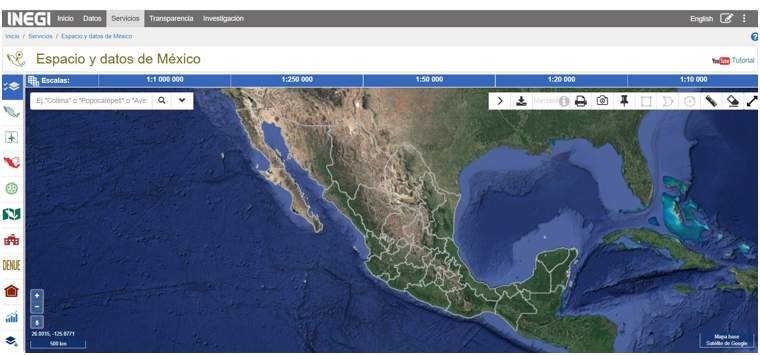 INEGI Inicio Datos Servicios Transparencia Investigación English
Inicio / Servicios / Espacio y datos de México
Espacio y datos de México
YouTube Tutorial
Escalas: 1:1 000 000 1:250 000 1:50 000 1:20 000 1:10 000
Ej."Colima" o "Popocatépetl" o "Ave
Manzana
DENUE
+
-
S
26.8015, -125.0771
500 km
Mapa base
Satélite de Google